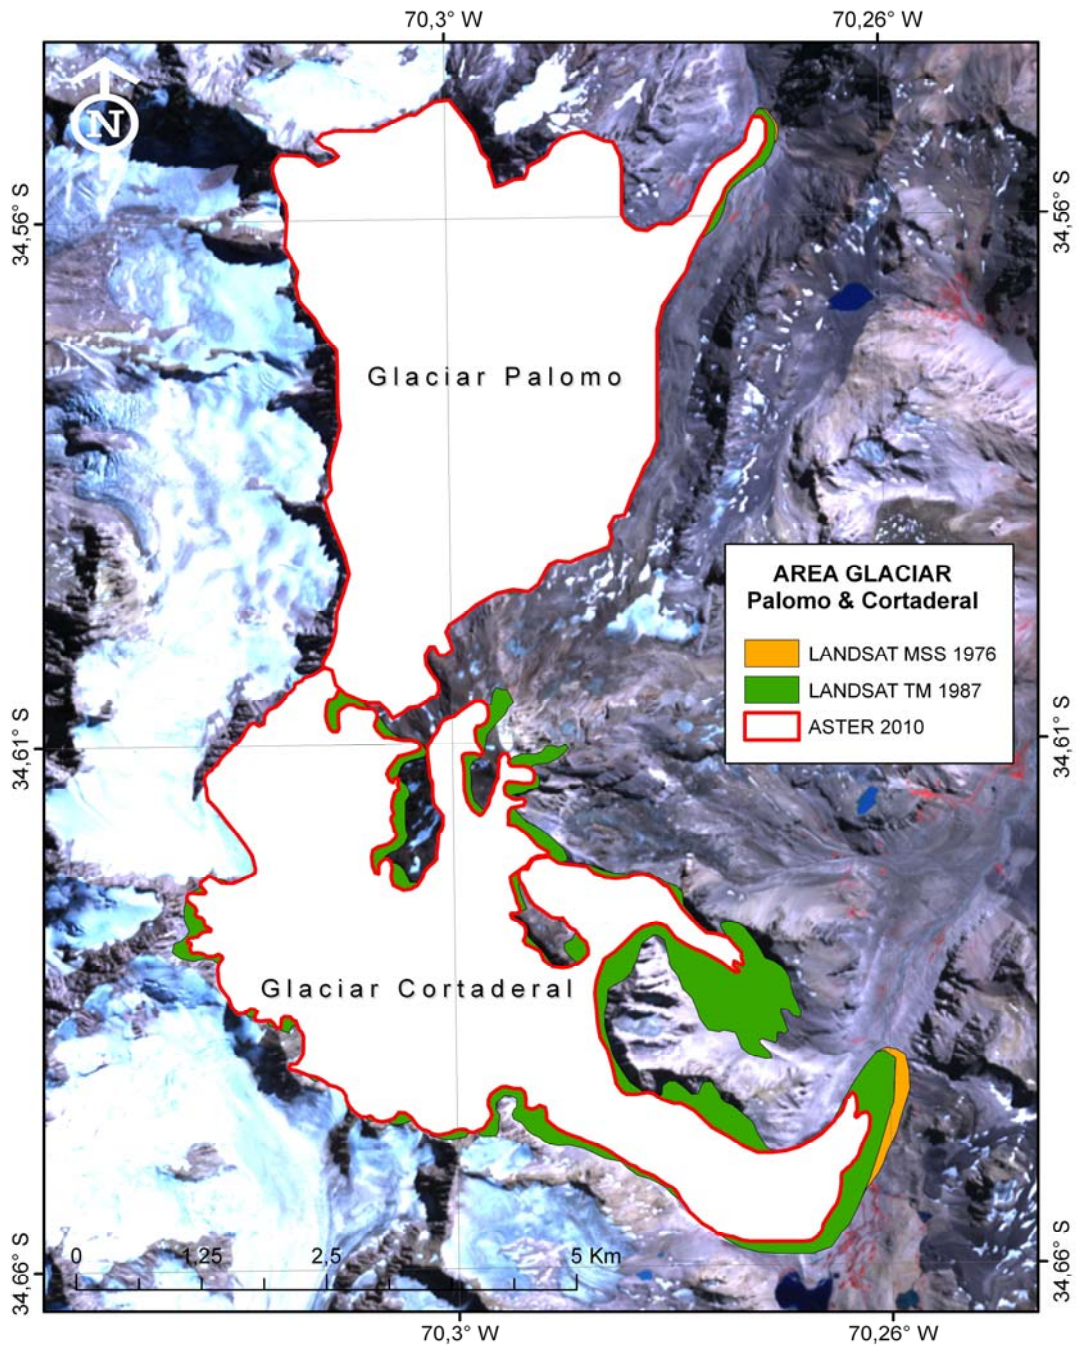 70,3° W
70,26° W
N
34,56° S
34,56° S
Glaciar Palomo
AREA GLACIAR
Palomo & Cortaderal
LANDSAT MSS 1976
LANDSAT TM 1987
ASTER 2010
34,61° S
34,61° S
Glaciar Cortaderal
0 1,25 2,5 5 Km
34,66° S
34,66° S
70,3° W
70,26° W